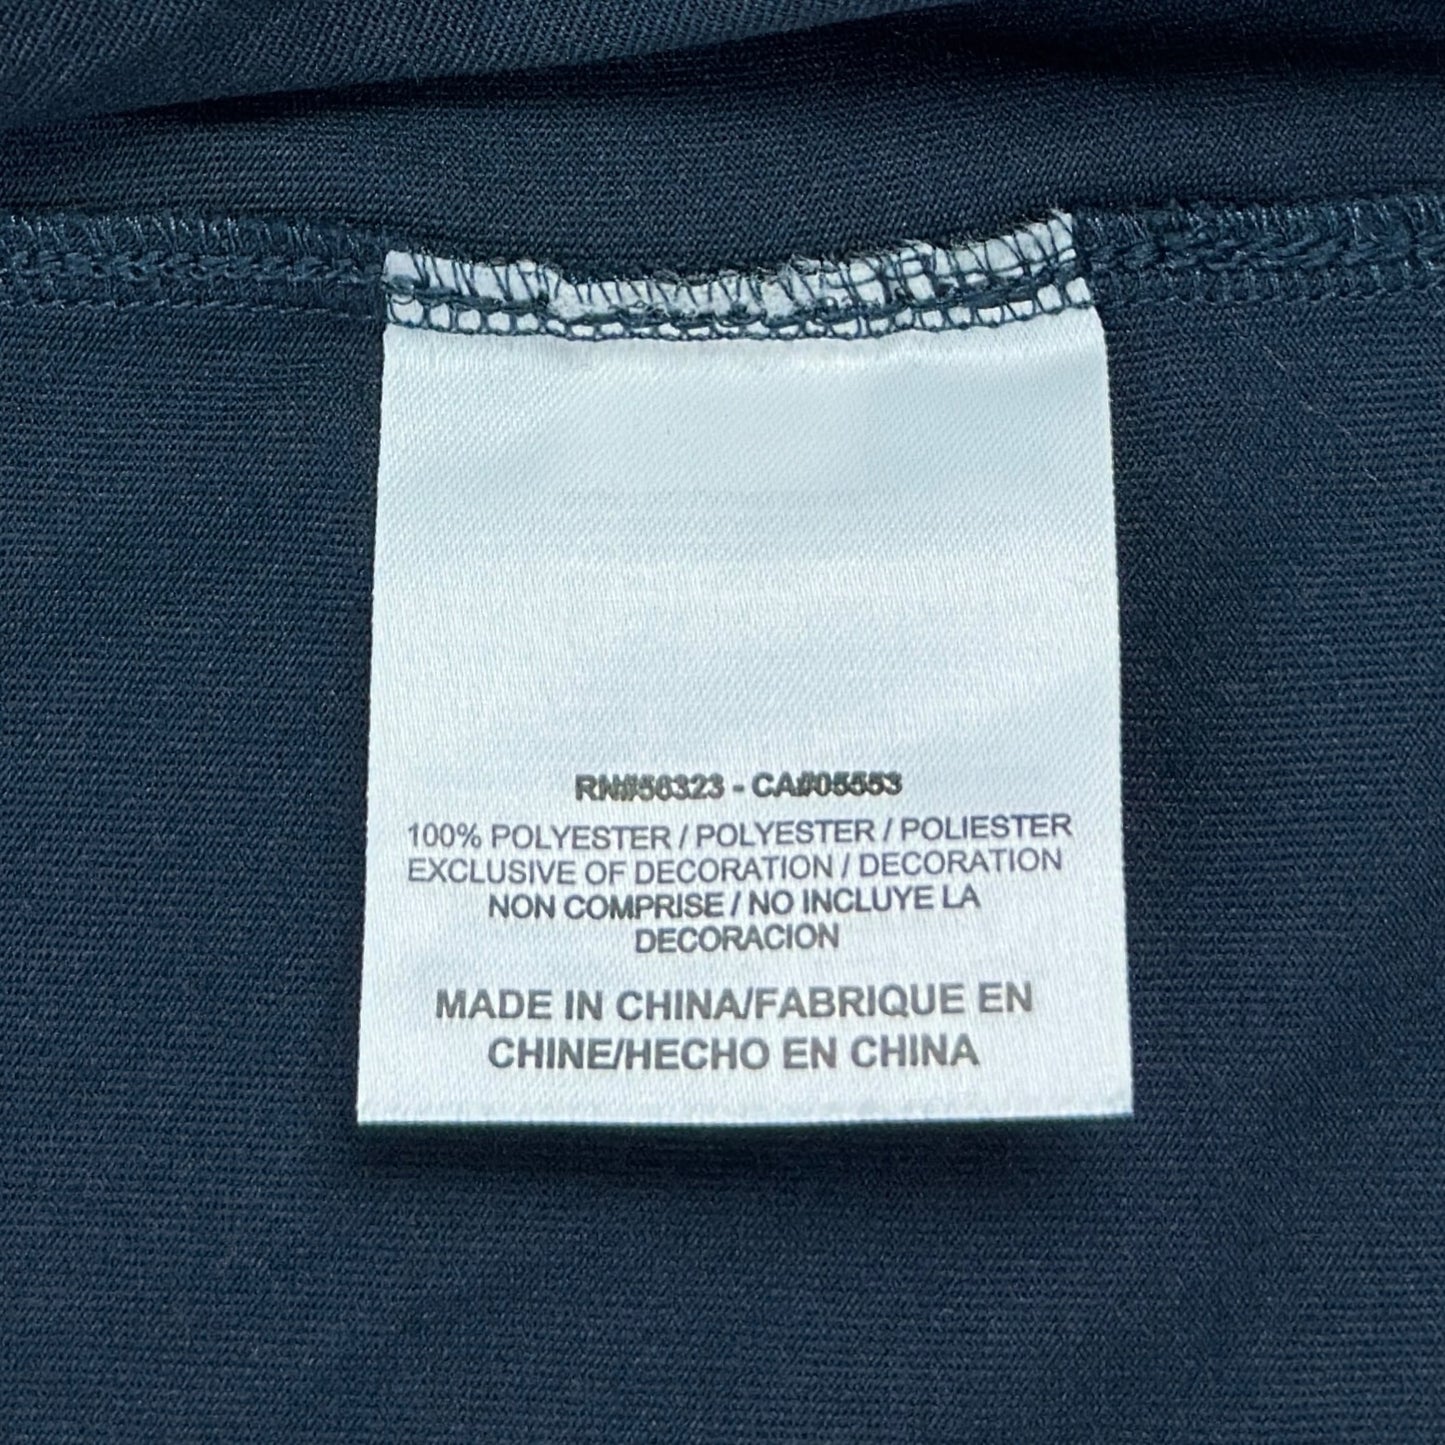 RN#56323 - CA#05553
100% POLYESTER / POLYESTER / POLIESTER
EXCLUSIVE OF DECORATION / DECORATION
NON COMPRISE / NO INCLUYE LA
DECORACION
MADE IN CHINA/FABRIQUE EN
CHINE/HECHO EN CHINA